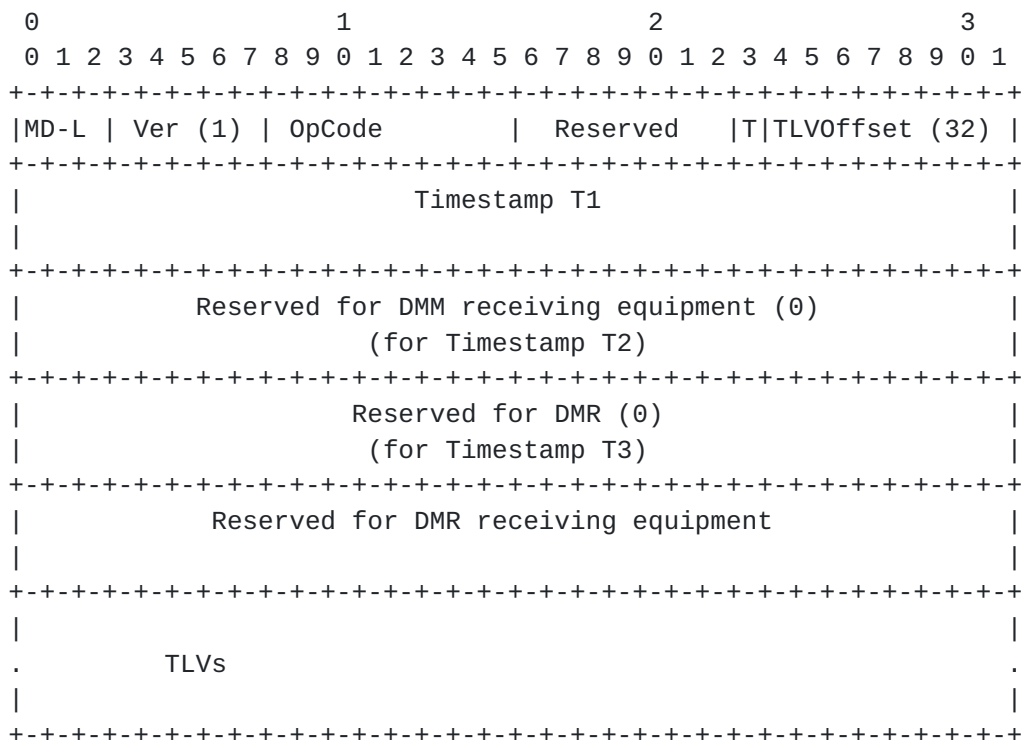 0                   1                   2                   3
 0 1 2 3 4 5 6 7 8 9 0 1 2 3 4 5 6 7 8 9 0 1 2 3 4 5 6 7 8 9 0 1
+-+-+-+-+-+-+-+-+-+-+-+-+-+-+-+-+-+-+-+-+-+-+-+-+-+-+-+-+-+-+-+-+
|MD-L | Ver (1) | OpCode        |  Reserved   |T|TLVOffset (32) |
+-+-+-+-+-+-+-+-+-+-+-+-+-+-+-+-+-+-+-+-+-+-+-+-+-+-+-+-+-+-+-+-+
|                         Timestamp T1                          |
|                                                               |
+-+-+-+-+-+-+-+-+-+-+-+-+-+-+-+-+-+-+-+-+-+-+-+-+-+-+-+-+-+-+-+-+
|           Reserved for DMM receiving equipment (0)            |
|                      (for Timestamp T2)                       |
+-+-+-+-+-+-+-+-+-+-+-+-+-+-+-+-+-+-+-+-+-+-+-+-+-+-+-+-+-+-+-+-+
|                     Reserved for DMR (0)                      |
|                      (for Timestamp T3)                       |
+-+-+-+-+-+-+-+-+-+-+-+-+-+-+-+-+-+-+-+-+-+-+-+-+-+-+-+-+-+-+-+-+
|            Reserved for DMR receiving equipment               |
|                                                               |
+-+-+-+-+-+-+-+-+-+-+-+-+-+-+-+-+-+-+-+-+-+-+-+-+-+-+-+-+-+-+-+-+
|                                                               |
.         TLVs                                                  .
|                                                               |
+-+-+-+-+-+-+-+-+-+-+-+-+-+-+-+-+-+-+-+-+-+-+-+-+-+-+-+-+-+-+-+-+